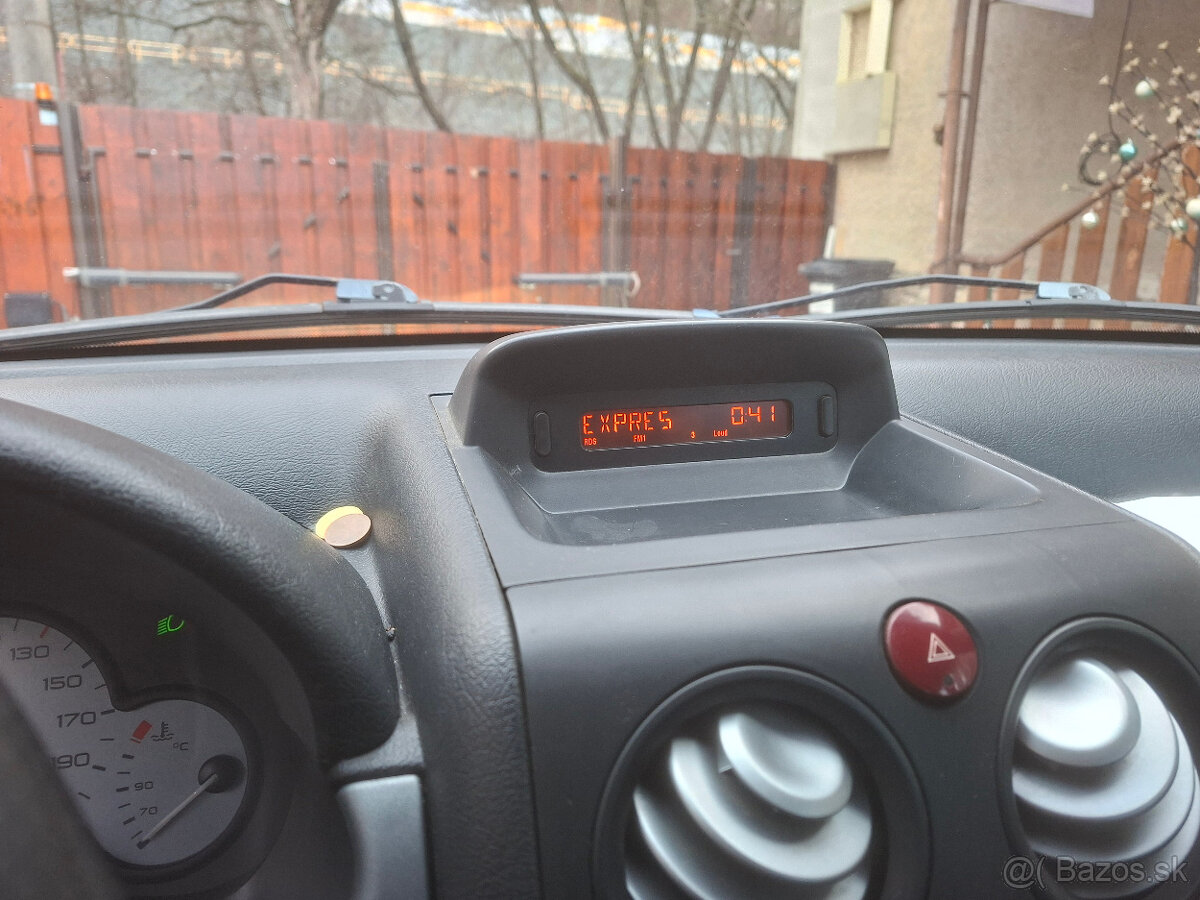 EXPRES 0:41
RDS FM1 3 Loud
130
150
170
190
°C
90
70
@( Bazos.sk